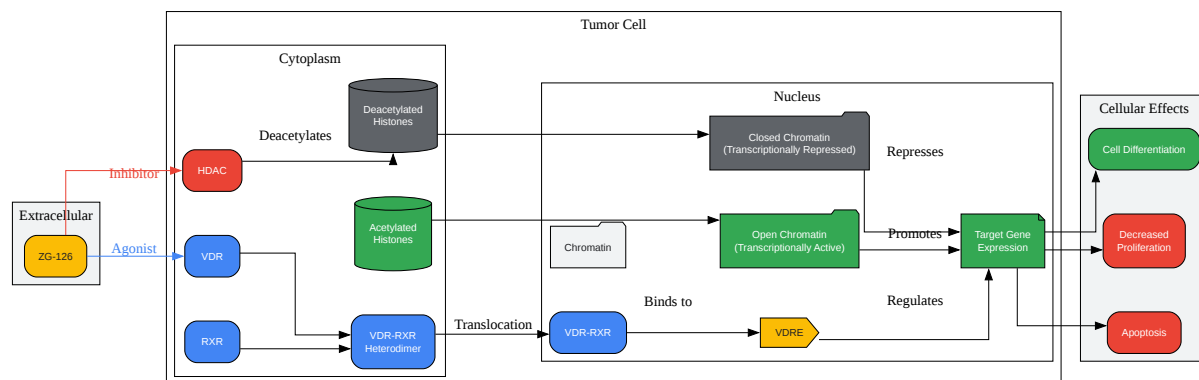 Tumor Cell
Cytoplasm
Nucleus
Cellular Effects
Extracellular
Deacetylated
Histones
Deacetylates
HDAC
Inhibitor
ZG-126
Agonist
VDR
Acetylated
Histones
RXR
VDR-RXR
Heterodimer
Translocation
Closed Chromatin
(Transcriptionally Repressed)
Represses
Chromatin
Open Chromatin
(Transcriptionally Active)
Promotes
Target Gene
Expression
VDR-RXR
Binds to
VDRE
Regulates
Cell Differentiation
Decreased
Proliferation
Apoptosis